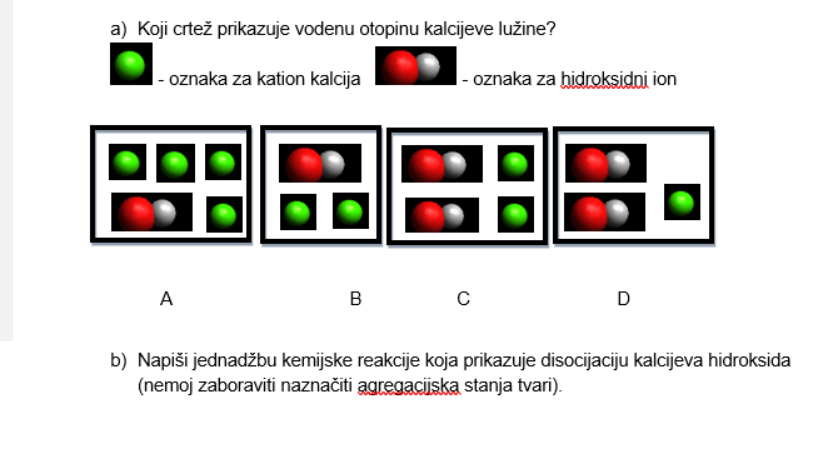 a) Koji crtež prikazuje vodenu otopinu kalcijeve lužine?
- oznaka za kation kalcija - oznaka za hidroksidni ion
A B C D
b) Napiši jednadžbu kemijske reakcije koja prikazuje disocijaciju kalcijeva hidroksida
(nemoj zaboraviti naznačiti agregacijska stanja tvari).